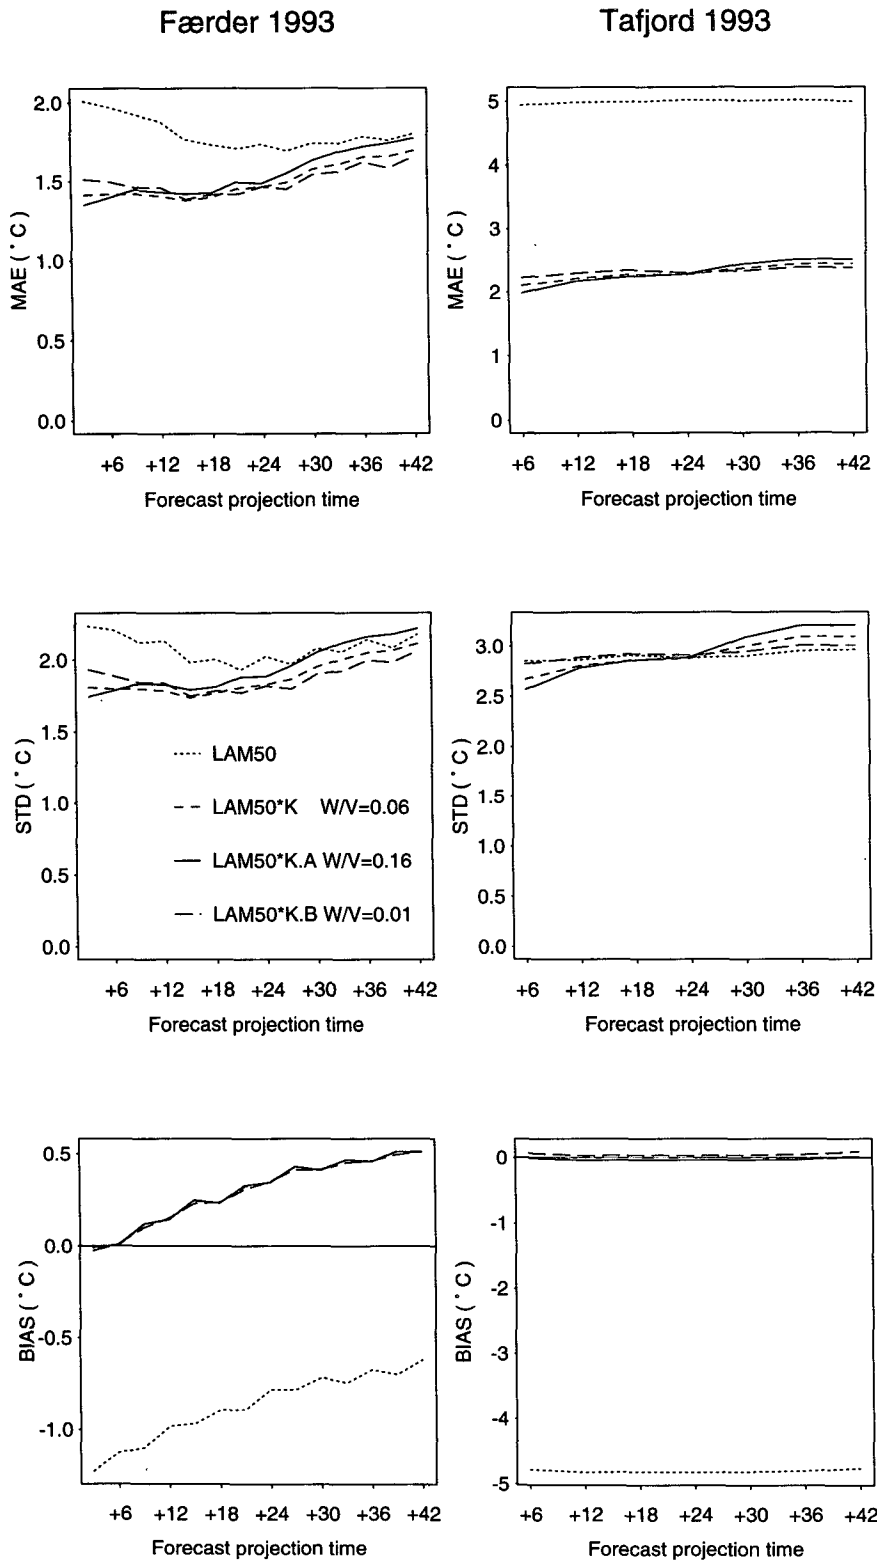 Færder 1993
Tafjord 1993
MAE ( ° C )
2.0
1.5
1.0
0.5
0.0
+6 +12 +18 +24 +30 +36 +42
Forecast projection time
MAE ( ° C )
5
4
3
2
1
0
+6 +12 +18 +24 +30 +36 +42
Forecast projection time
STD ( ° C )
2.0
1.5
1.0
0.5
0.0
LAM50
LAM50*K W/V=0.06
LAM50*K.A W/V=0.16
LAM50*K.B W/V=0.01
+6 +12 +18 +24 +30 +36 +42
Forecast projection time
STD ( ° C )
3.0
2.5
2.0
1.5
1.0
0.5
0.0
+6 +12 +18 +24 +30 +36 +42
Forecast projection time
BIAS ( ° C )
0.5
0.0
-0.5
-1.0
+6 +12 +18 +24 +30 +36 +42
Forecast projection time
BIAS ( ° C )
0
-1
-2
-3
-4
-5
+6 +12 +18 +24 +30 +36 +42
Forecast projection time